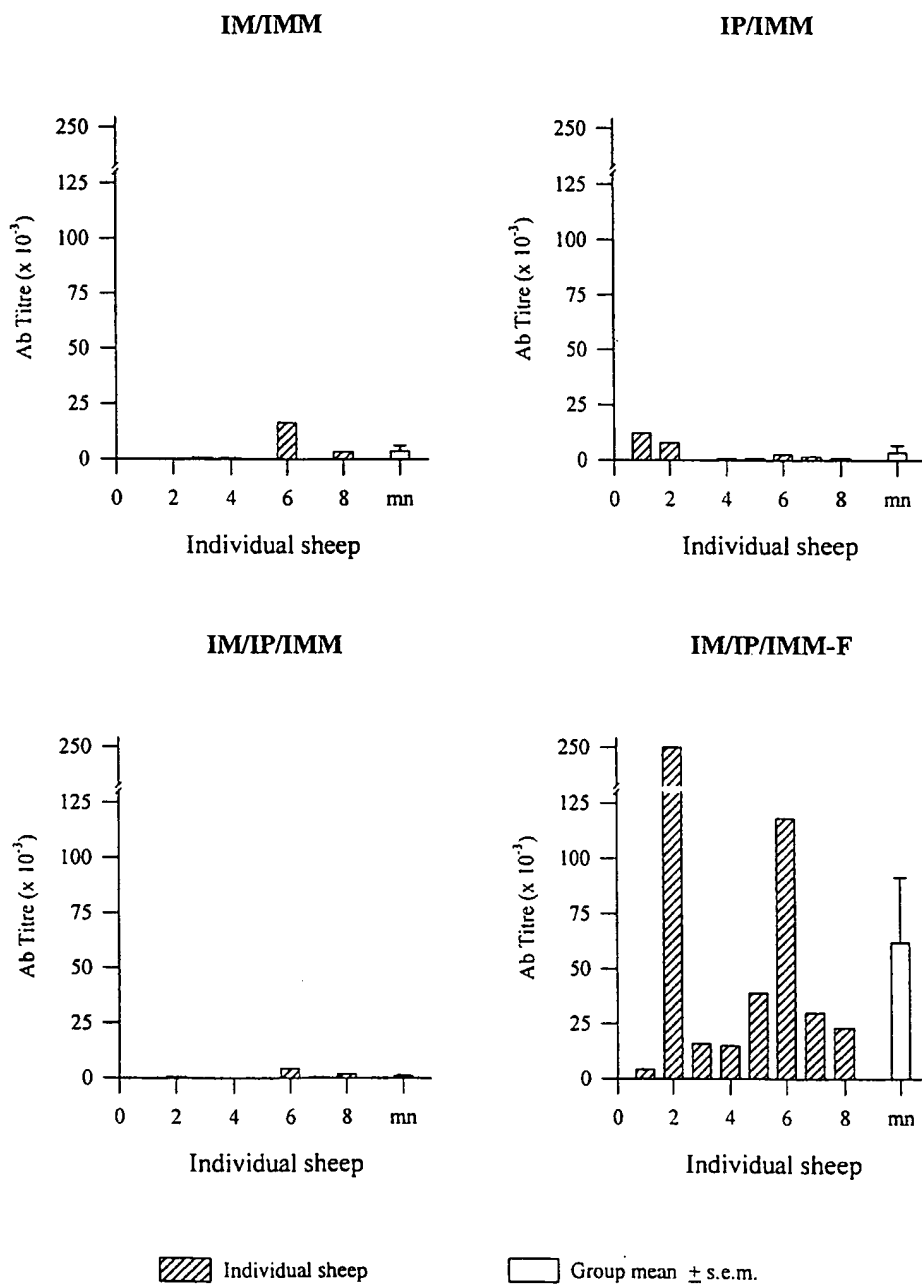 IM/IMM
IP/IMM
250
125
100
75
50
25
0
Ab Titre (x 10⁻³)
0 2 4 6 8 mn
Individual sheep
250
125
100
75
50
25
0
Ab Titre (x 10⁻³)
0 2 4 6 8 mn
Individual sheep
IM/IP/IMM
IM/IP/IMM-F
250
125
100
75
50
25
0
Ab Titre (x 10⁻³)
0 2 4 6 8 mn
Individual sheep
250
125
100
75
50
25
0
Ab Titre (x 10⁻³)
0 2 4 6 8 mn
Individual sheep
Individual sheep
Group mean ± s.e.m.